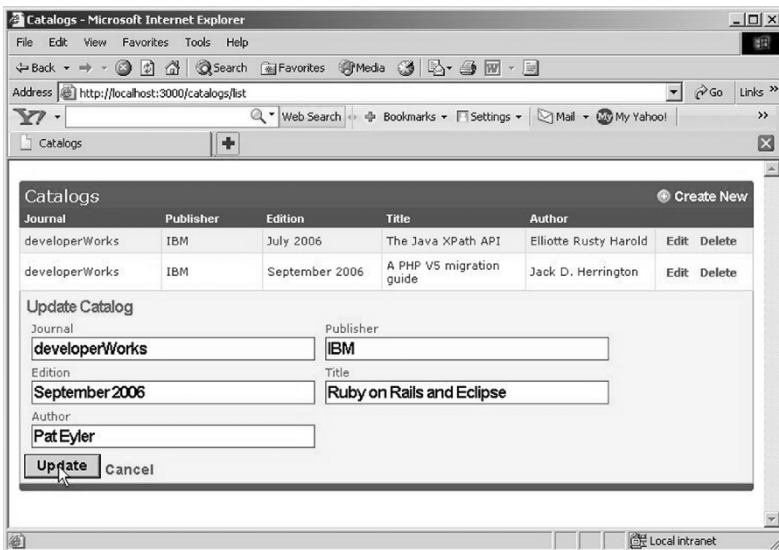 Catalogs - Microsoft Internet Explorer
File Edit View Favorites Tools Help
Back Search Favorites Media
Address http://localhost:3000/catalogs/list Go Links »
Y7 Web Search Bookmarks Settings Mail My Yahoo! »
Catalogs
Catalogs Create New
Journal Publisher Edition Title Author
developerWorks IBM July 2006 The Java XPath API Elliotte Rusty Harold Edit Delete
developerWorks IBM September 2006 A PHP V5 migration guide Jack D. Herrington Edit Delete
Update Catalog
Journal Publisher
developerWorks IBM
Edition Title
September 2006 Ruby on Rails and Eclipse
Author
Pat Eyler
Update Cancel
Local intranet